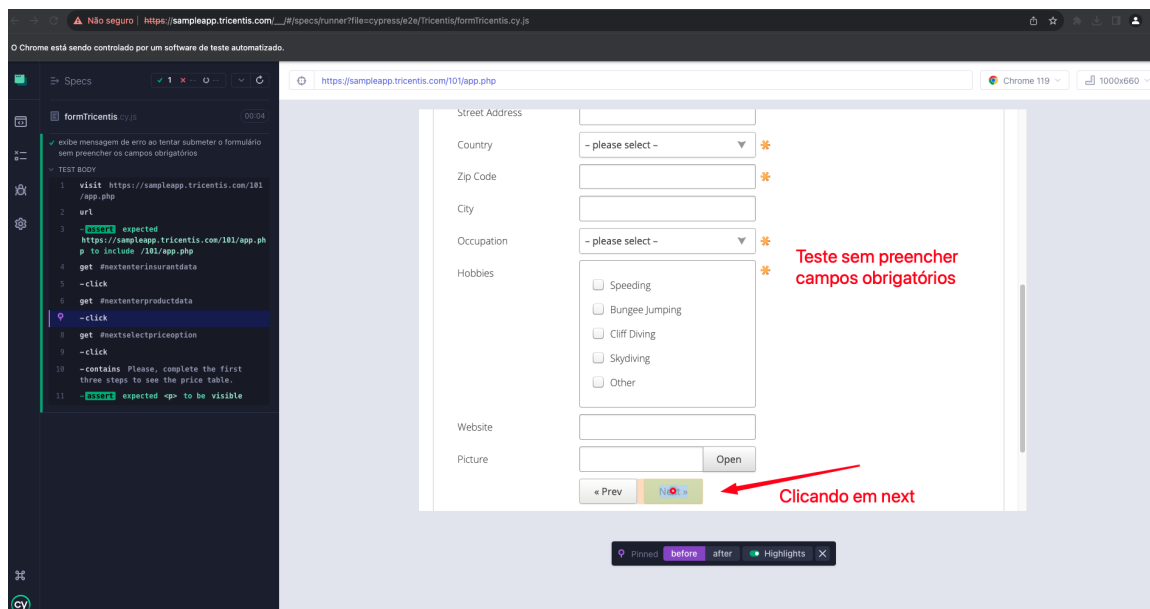 Não seguro | https://sampleapp.tricentis.com/__/#/specs/runner?file=cypress/e2e/Tricentis/formTricentis.cy.js
O Chrome está sendo controlado por um software de teste automatizado.
Specs
1
--
--
formTricentis.cy.js
00:04
exibe mensagem de erro ao tentar submeter o formulário
sem preencher os campos obrigatórios
TEST BODY
1 visit https://sampleapp.tricentis.com/101
/app.php
2 url
3 -assert expected
https://sampleapp.tricentis.com/101/app.ph
p to include /101/app.php
4 get #nextenterinsurantdata
5 -click
6 get #nextenterproductdata
-click
8 get #nextselectpriceoption
9 -click
10 -contains Please, complete the first
three steps to see the price table.
11 -assert expected <p> to be visible
cy
https://sampleapp.tricentis.com/101/app.php
Chrome 119
1000x660
Street Address
Country
– please select –
Zip Code
City
Occupation
– please select –
Hobbies
Speeding
Bungee Jumping
Cliff Diving
Skydiving
Other
Teste sem preencher
campos obrigatórios
Website
Picture
Open
« Prev
Next »
Clicando em next
Pinned
before
after
Highlights